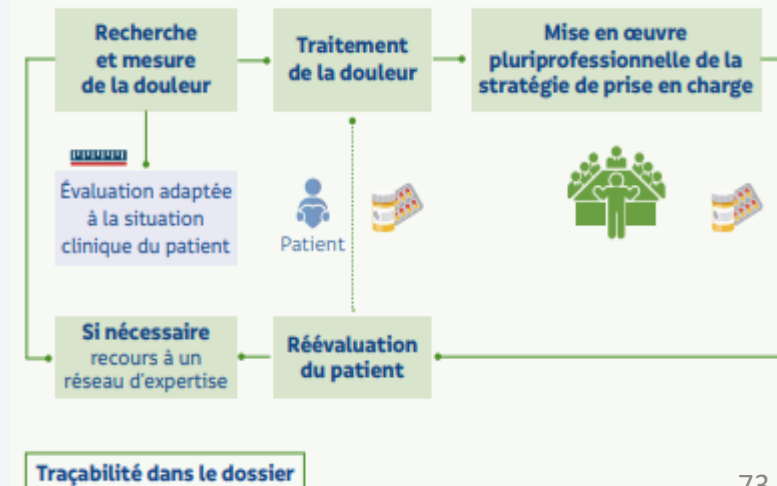 Recherche
et mesure
de la douleur
Traitement
de la douleur
Mise en œuvre
pluriprofessionnelle de la
stratégie de prise en charge
Évaluation adaptée
à la situation
clinique du patient
Patient
Si nécessaire
recours à un
réseau d'expertise
Réévaluation
du patient
Traçabilité dans le dossier
73